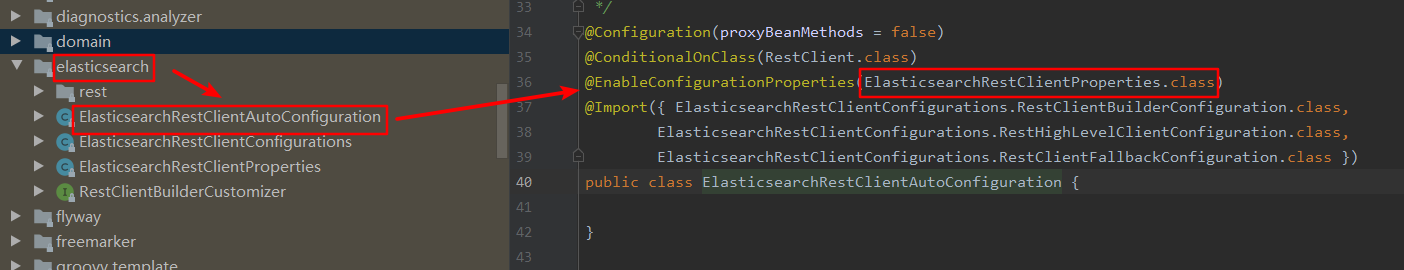 diagnostics.analyzer
domain
elasticsearch
rest
ElasticsearchRestClientAutoConfiguration
ElasticsearchRestClientConfigurations
ElasticsearchRestClientProperties
RestClientBuilderCustomizer
flyway
freemarker
groovy.template
33 */
34 @Configuration(proxyBeanMethods = false)
35 @ConditionalOnClass(RestClient.class)
36 @EnableConfigurationProperties(ElasticsearchRestClientProperties.class)
37 @Import({ ElasticsearchRestClientConfigurations.RestClientBuilderConfiguration.class,
38 ElasticsearchRestClientConfigurations.RestHighLevelClientConfiguration.class,
39 ElasticsearchRestClientConfigurations.RestClientFallbackConfiguration.class })
40 public class ElasticsearchRestClientAutoConfiguration {
41
42 }
43